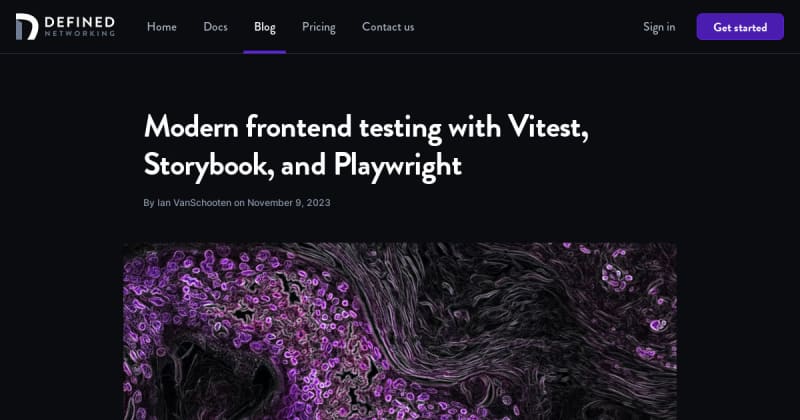 DEFINED
NETWORKING
Home
Docs
Blog
Pricing
Contact us
Sign in
Get started
Modern frontend testing with Vitest,
Storybook, and Playwright
By Ian VanSchooten on November 9, 2023